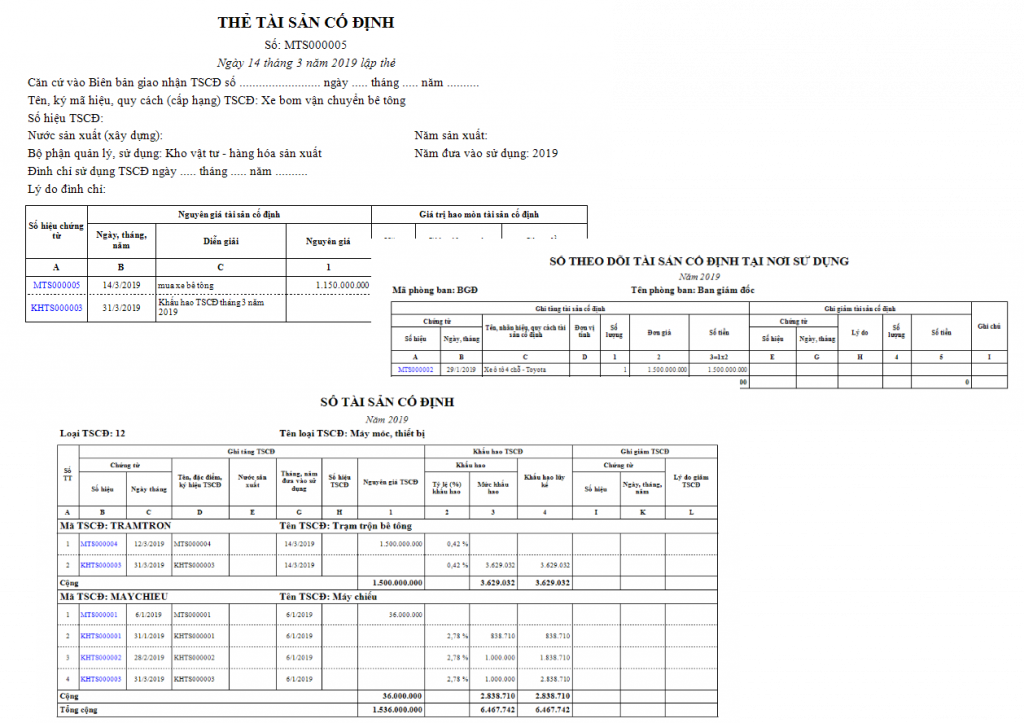 THẺ TÀI SẢN CỐ ĐỊNH
Số: MTS000005
Ngày 14 tháng 3 năm 2019 lập thẻ
Căn cứ vào Biên bản giao nhận TSCĐ số .......................... ngày ..... tháng ..... năm ..........
Tên, ký mã hiệu, quy cách (cấp hạng) TSCĐ: Xe bom vận chuyển bê tông
Số hiệu TSCĐ:
Nước sản xuất (xây dựng): Năm sản xuất:
Bộ phận quản lý, sử dụng: Kho vật tư - hàng hóa sản xuất Năm đưa vào sử dụng: 2019
Đình chỉ sử dụng TSCĐ ngày ..... tháng ..... năm ..........
Lý do đình chỉ:
Số hiệu chứng từ Nguyên giá tài sản cố định Giá trị hao mòn tài sản cố định
Ngày, tháng, năm Diễn giải Nguyên giá
A B C 1
MTS000005 14/3/2019 mua xe bê tông 1.150.000.000
KHTS000003 31/3/2019 Khấu hao TSCĐ tháng 3 năm 2019
SỔ THEO DÕI TÀI SẢN CỐ ĐỊNH TẠI NƠI SỬ DỤNG
Năm 2019
Mã phòng ban: BGĐ Tên phòng ban: Ban giám đốc
Ghi tăng tài sản cố định Ghi giảm tài sản cố định Ghi chú
Chứng từ Tên, nhãn hiệu, quy cách tài sản cố định Đơn vị tính Số lượng Đơn giá Số tiền Chứng từ Lý do Số lượng Số tiền
Số hiệu Ngày, tháng Số hiệu Ngày, tháng
A B C D 1 2 3=1x2 E G H 4 5 I
MTS000002 29/1/2019 Xe ô tô 4 chỗ - Toyota 1 1.500.000.000 1.500.000.000
00 0
SỔ TÀI SẢN CỐ ĐỊNH
Năm 2019
Loại TSCĐ: 12 Tên loại TSCĐ: Máy móc, thiết bị
Số TT Ghi tăng TSCĐ Khấu hao TSCĐ Ghi giảm TSCĐ
Chứng từ Tên, đặc điểm, ký hiệu TSCĐ Nước sản xuất Tháng, năm đưa vào sử dụng Số hiệu TSCĐ Nguyên giá TSCĐ Khấu hao Khấu hao lũy kế Chứng từ Lý do giảm TSCĐ
Số hiệu Ngày tháng Tỷ lệ (%) khấu hao Mức khấu hao Số hiệu Ngày, tháng, năm
A B C D E G H 1 2 3 4 I K L
Mã TSCĐ: TRAMTRON Tên TSCĐ: Trạm trộn bê tông
1 MTS000004 12/3/2019 MTS000004 14/3/2019 1.500.000.000 0,42 %
2 KHTS000003 31/3/2019 KHTS000003 14/3/2019 0,42 % 3.629.032 3.629.032
Cộng 1.500.000.000 3.629.032 3.629.032
Mã TSCĐ: MAYCHIEU Tên TSCĐ: Máy chiếu
1 MTS000001 6/1/2019 MTS000001 6/1/2019 36.000.000
2 KHTS000001 31/1/2019 KHTS000001 6/1/2019 2,78 % 838.710 838.710
3 KHTS000002 28/2/2019 KHTS000002 6/1/2019 2,78 % 1.000.000 1.838.710
4 KHTS000003 31/3/2019 KHTS000003 6/1/2019 2,78 % 1.000.000 2.838.710
Cộng 36.000.000 2.838.710 2.838.710
Tổng cộng 1.536.000.000 6.467.742 6.467.742